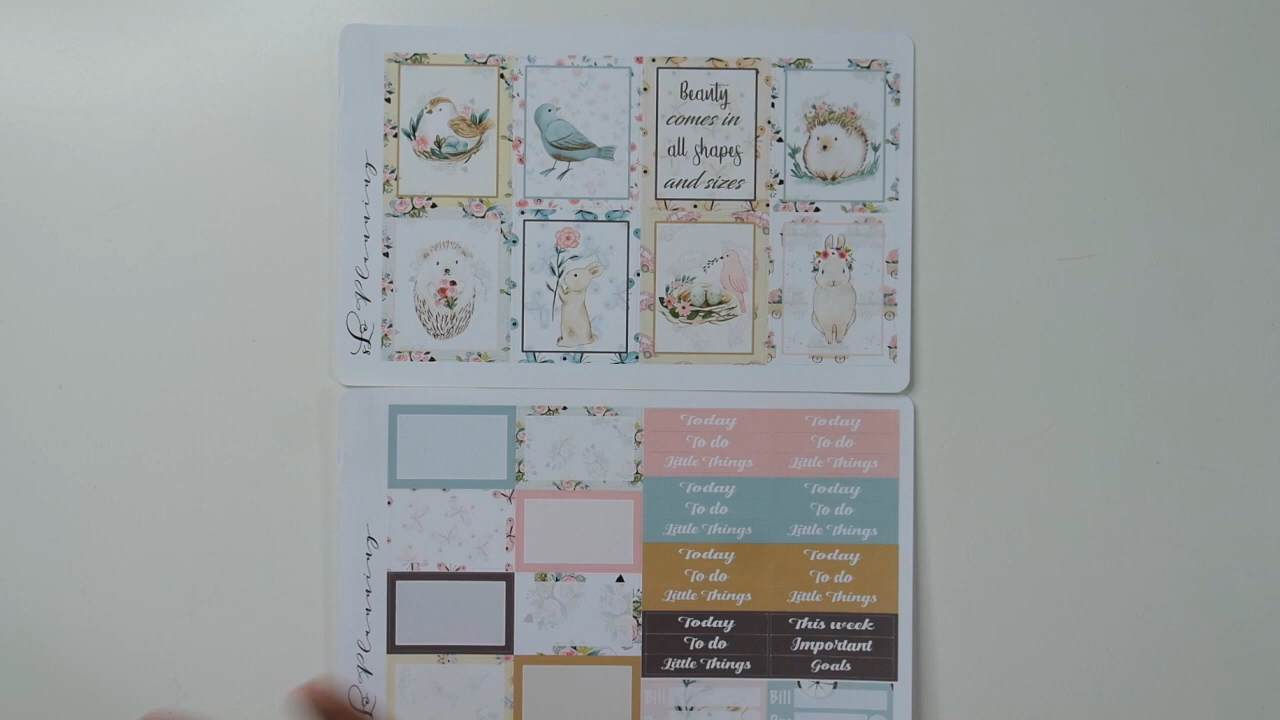 Beauty
comes in
all shapes
and sizes
Today
To do
Little Things
Today
To do
Little Things
Today
To do
Little Things
Today
To do
Little Things
Today
To do
Little Things
Today
To do
Little Things
Today
To do
Little Things
This week
Important
Goals
Bill
Bill